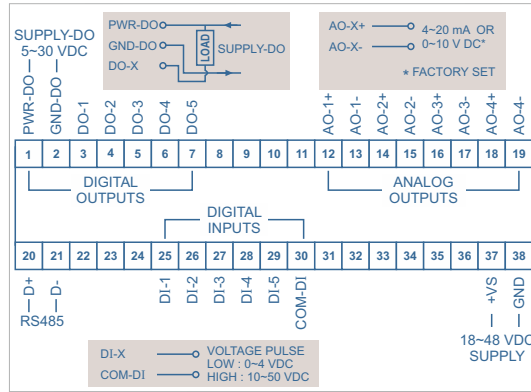 SUPPLY-DO
5~30 VDC
PWR-DO
GND-DO
DO-X
LOAD
SUPPLY-DO
AO-X+
AO-X-
4~20 mA OR
0~10 V DC*
* FACTORY SET
PWR-DO
GND-DO
DO-1
DO-2
DO-3
DO-4
DO-5
AO-1+
AO-1-
AO-2+
AO-2-
AO-3+
AO-3-
AO-4+
AO-4-
1 2 3 4 5 6 7 8 9 10 11 12 13 14 15 16 17 18 19
DIGITAL
OUTPUTS
ANALOG
OUTPUTS
DIGITAL
INPUTS
20 21 22 23 24 25 26 27 28 29 30 31 32 33 34 35 36 37 38
D+
D-
RS485
DI-1
DI-2
DI-3
DI-4
DI-5
COM-DI
+VS
GND
18~48 VDC
SUPPLY
DI-X
COM-DI
VOLTAGE PULSE
LOW : 0~4 VDC
HIGH : 10~50 VDC